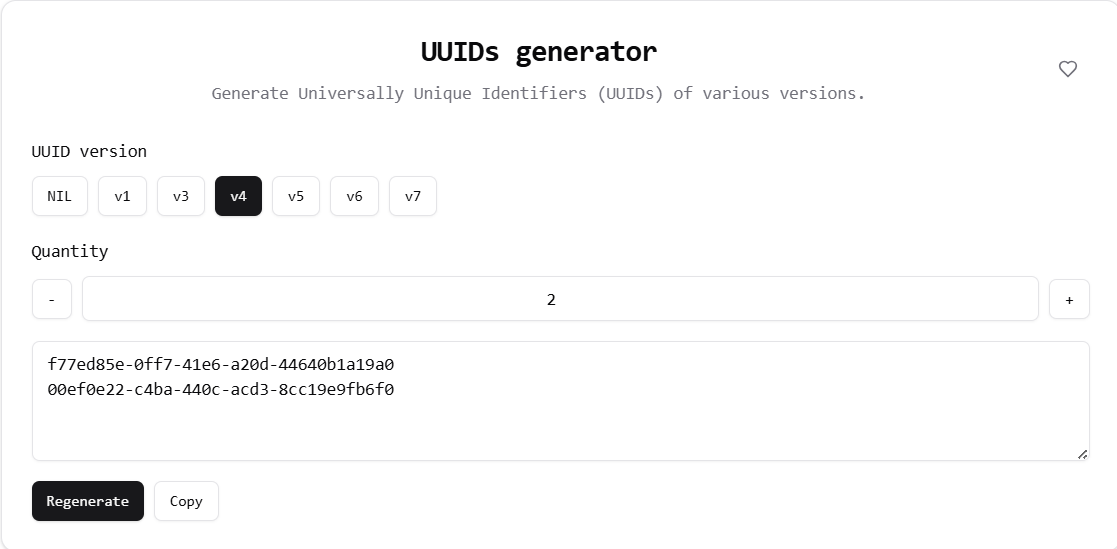 UUIDs generator
Generate Universally Unique Identifiers (UUIDs) of various versions.
UUID version
NIL v1 v3 v4 v5 v6 v7
Quantity
- 2 +
f77ed85e-0ff7-41e6-a20d-44640b1a19a0
00ef0e22-c4ba-440c-acd3-8cc19e9fb6f0
Regenerate Copy